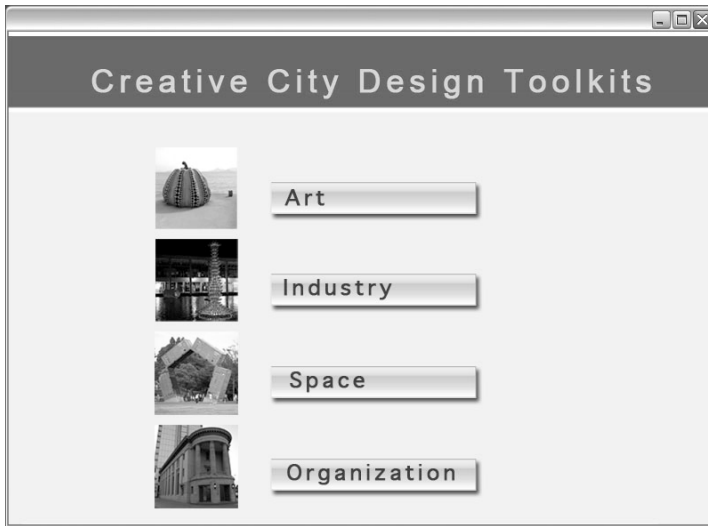 Creative City Design Toolkits
Art
Industry
Space
Organization